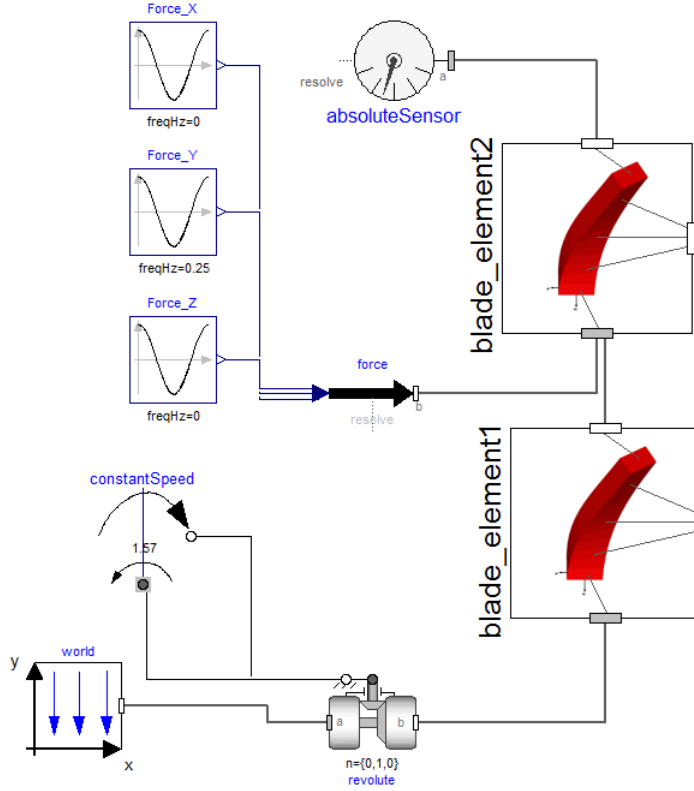 Force_X
freqHz=0
resolve
a
absoluteSensor
Force_Y
freqHz=0.25
blade_element2
Force_Z
freqHz=0
force
b
resolve
blade_element1
constantSpeed
1.57
world
y
x
a
b
n={0,1,0}
revolute